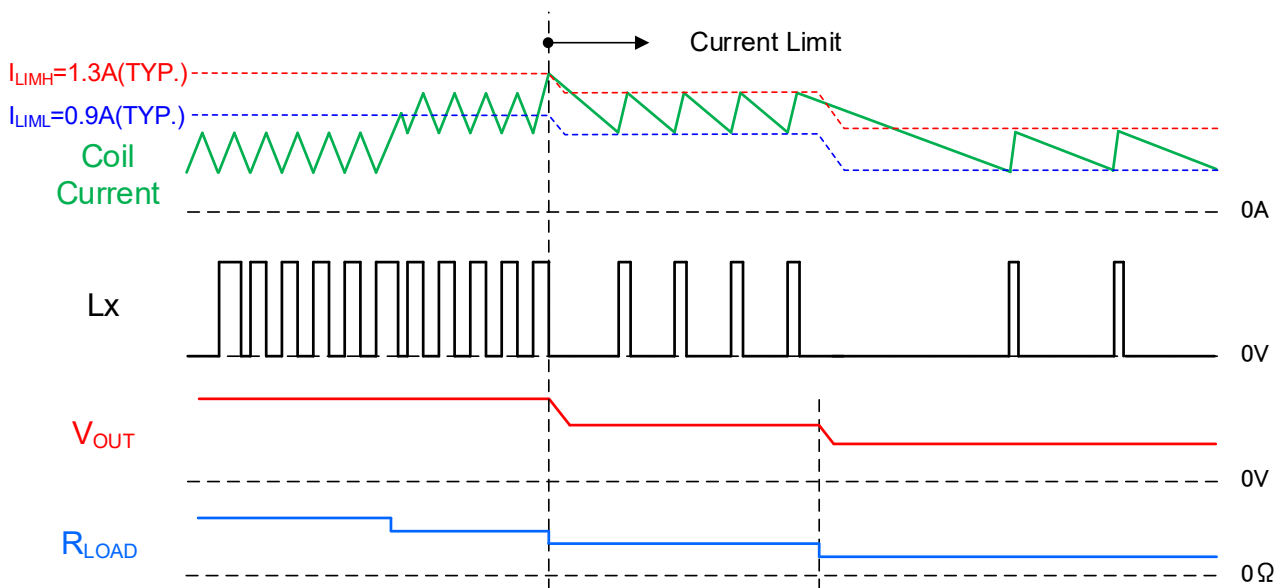 Current Limit
ILIMH=1.3A(TYP.)
ILIML=0.9A(TYP.)
Coil
Current
0A
Lx
0V
VOUT
0V
RLOAD
0Ω